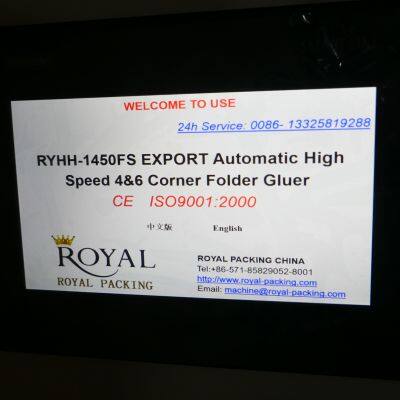 WELCOME TO USE
24h Service: 0086- 13325819288
RYHH-1450FS EXPORT Automatic High
Speed 4&6 Corner Folder Gluer
CE ISO9001:2000
中文版 English
ROYAL
ROYAL PACKING
ROYAL PACKING CHINA
Tel:+86-571-85829052-8001
http://www.royal-packing.com
Email: machine@royal-packing.com